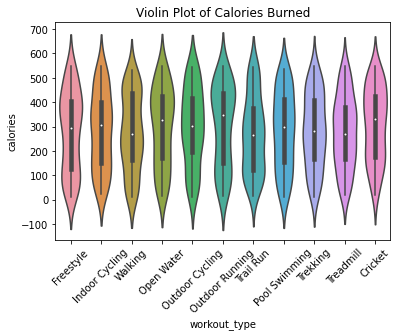 Violin Plot of Calories Burned
calories
700
600
500
400
300
200
100
0
−100
Freestyle
Indoor Cycling
Walking
Open Water
Outdoor Cycling
Outdoor Running
Trail Run
Pool Swimming
Trekking
Treadmill
Cricket
workout_type